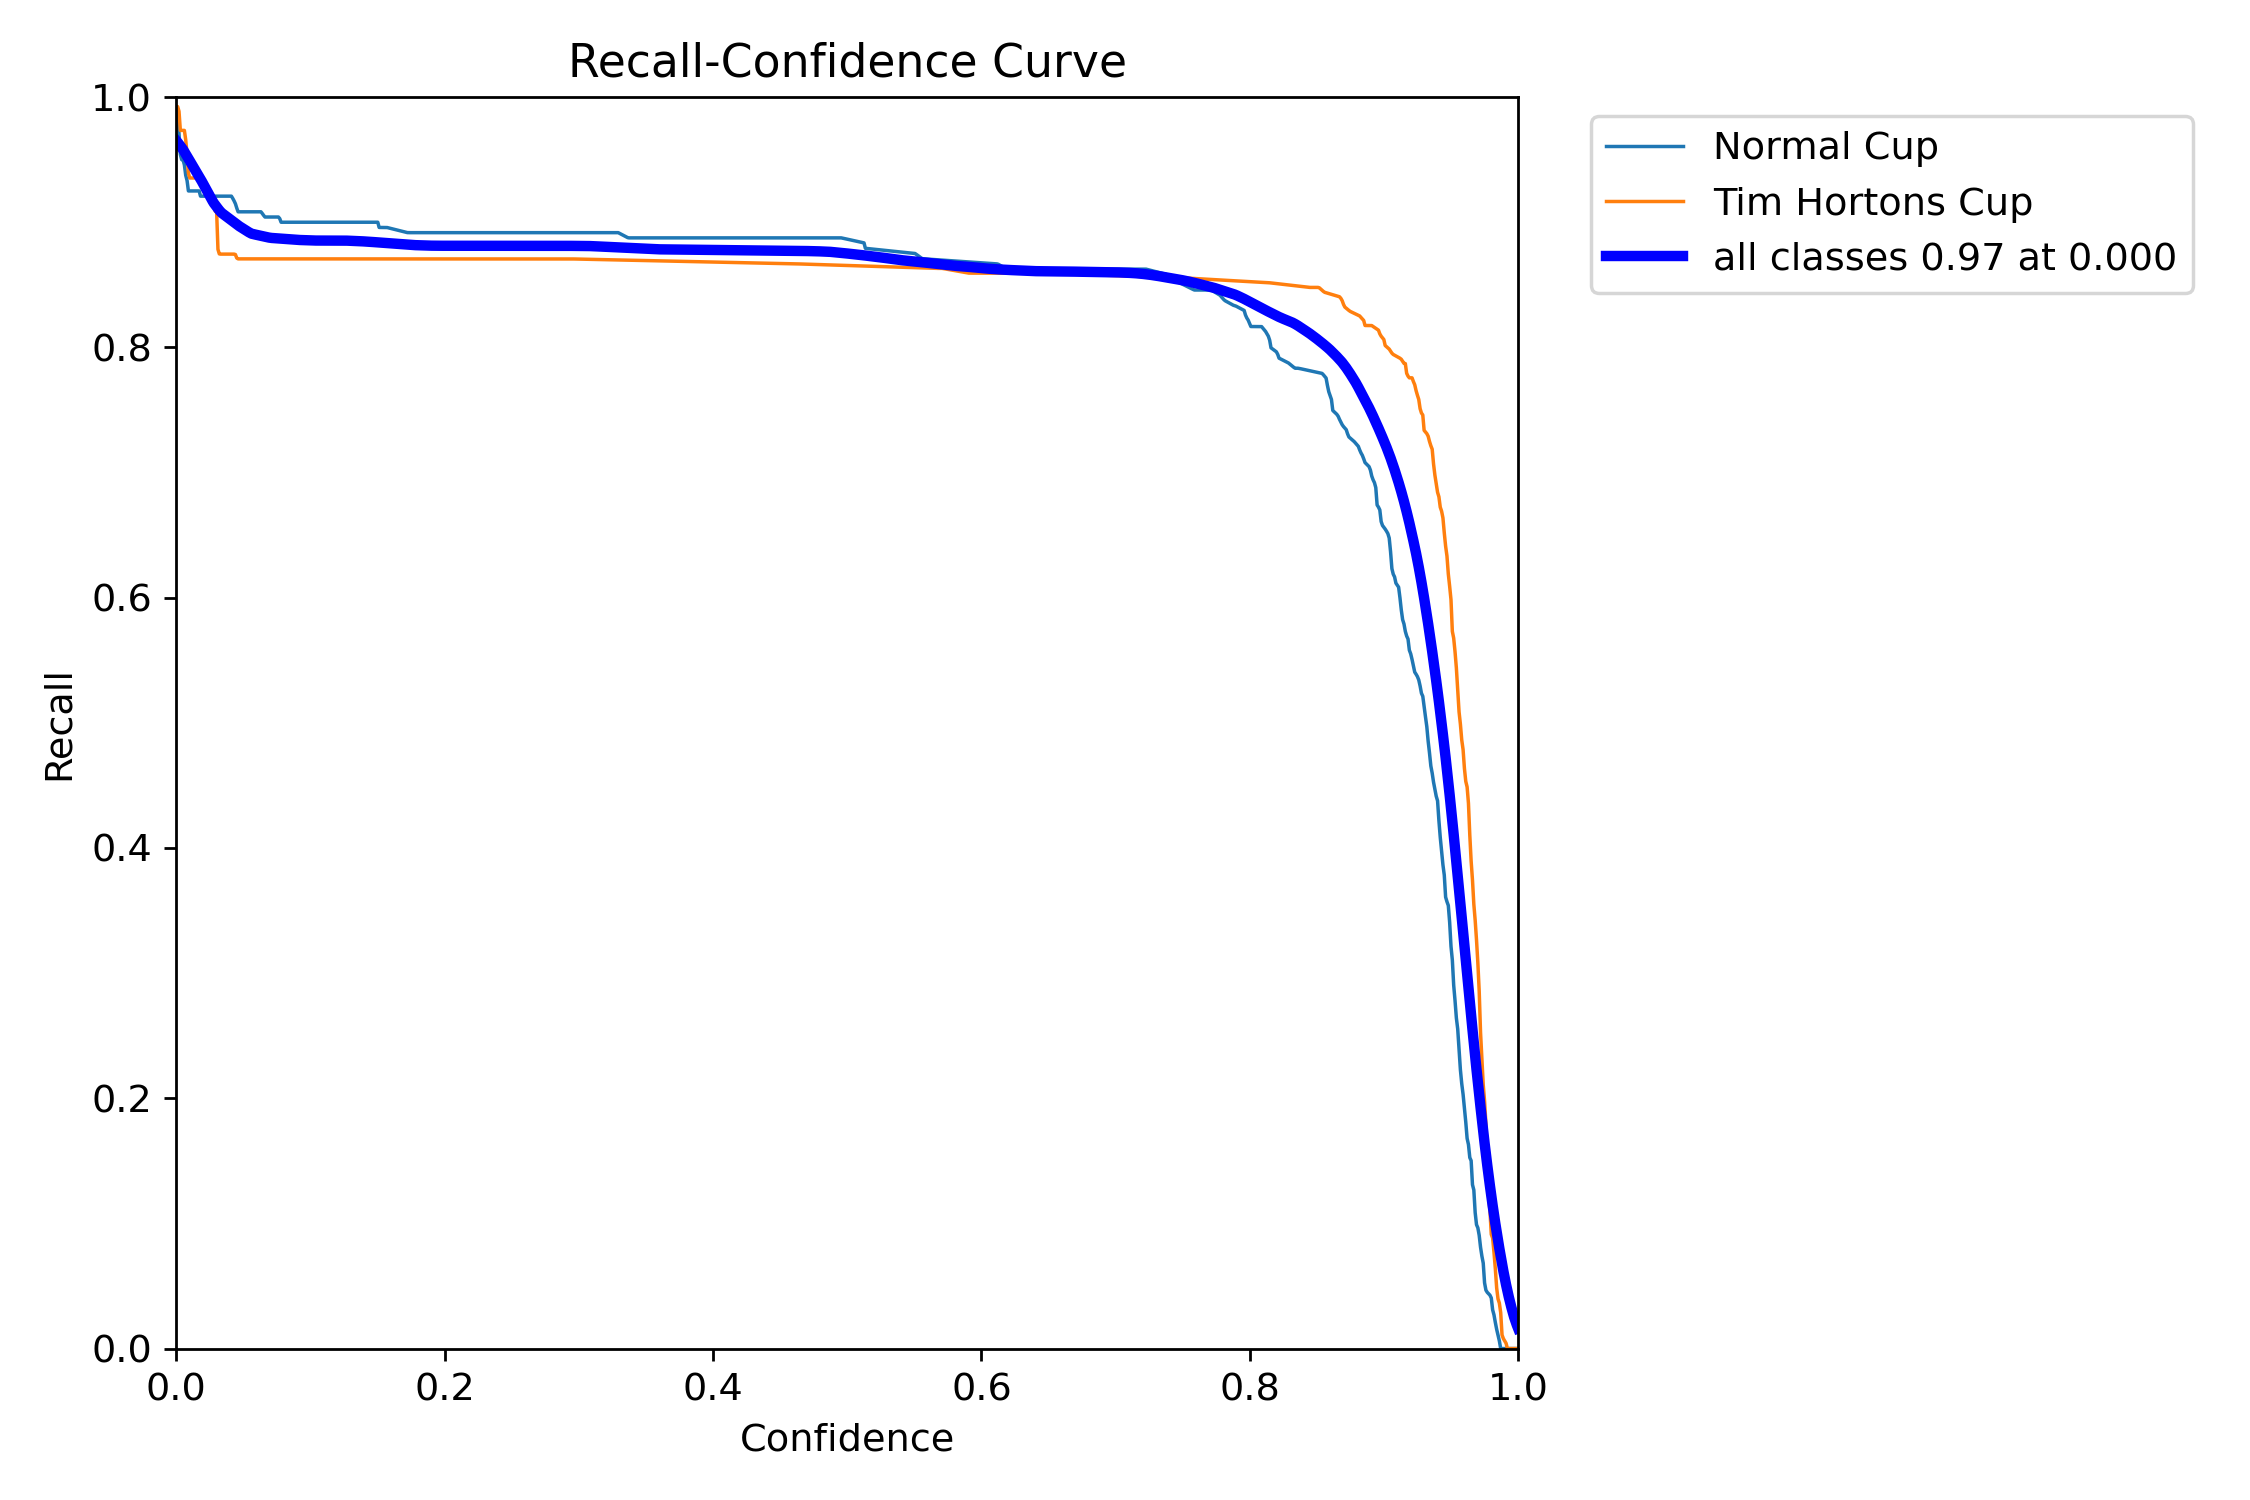 Recall-Confidence Curve
1.0
0.8
0.6
0.4
0.2
0.0
Recall
0.0 0.2 0.4 0.6 0.8 1.0
Confidence
Normal Cup
Tim Hortons Cup
all classes 0.97 at 0.000